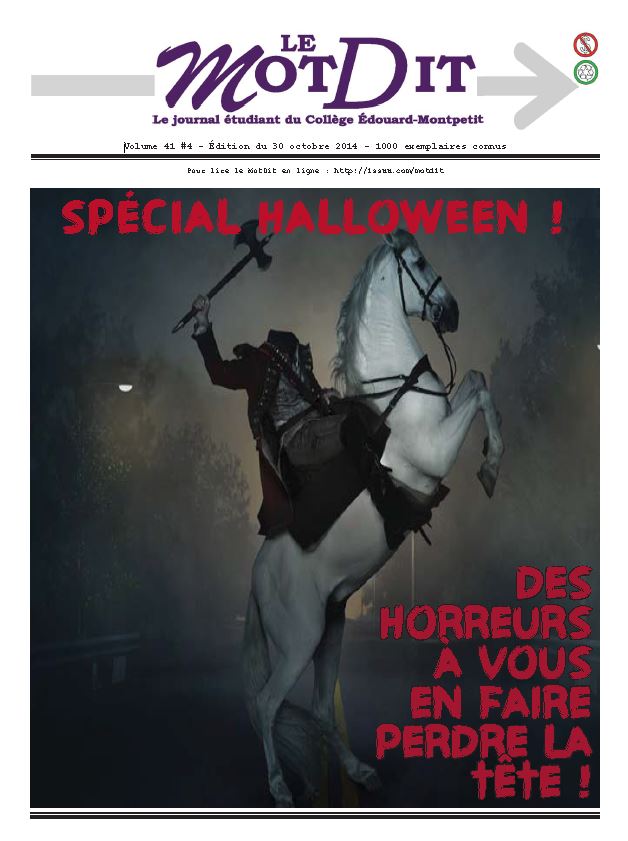 LE
MOTDIT
Le journal étudiant du Collège Édouard-Montpetit
Volume 41 #4 - Édition du 30 octobre 2014 - 1000 exemplaires connus
Pour lire le MotDit en ligne : http://issuu.com/motdit
SPÉCIAL HALLOWEEN !
DES
HORREURS
À VOUS
EN FAIRE
PERDRE LA
TÊTE !